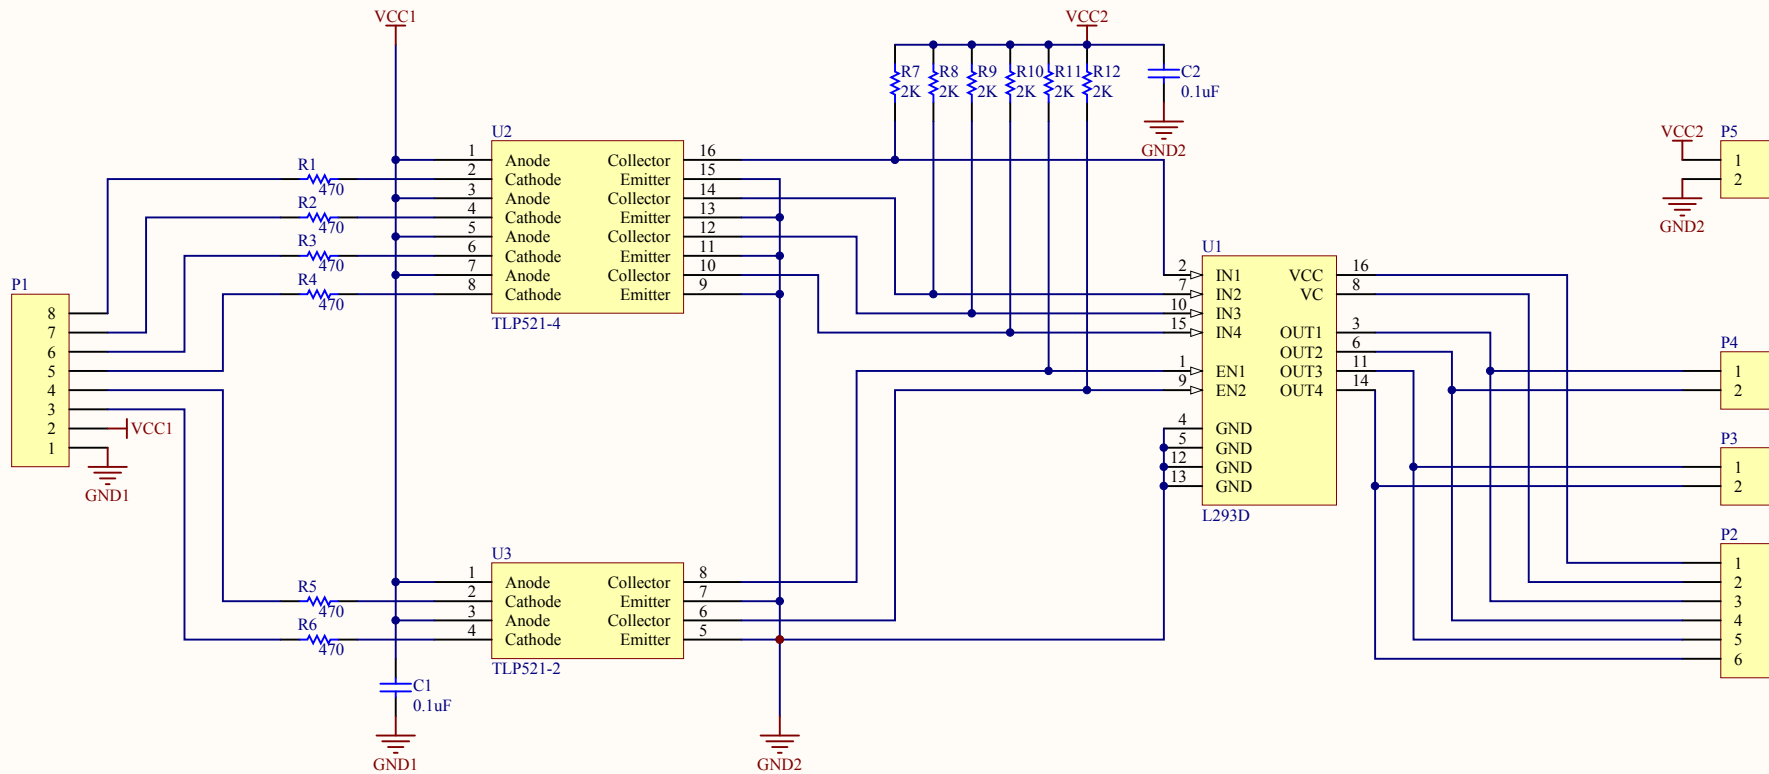 VCC1
VCC2
R7 R8 R9 R10 R11 R12 C2
2K 2K 2K 2K 2K 2K 0.1uF
GND2
VCC2
P5
1
2
GND2
U2
1 Anode Collector 16
2 Cathode Emitter 15
3 Anode Collector 14
4 Cathode Emitter 13
5 Anode Collector 12
6 Cathode Emitter 11
7 Anode Collector 10
8 Cathode Emitter 9
TLP521-4
R1
470
R2
470
R3
470
R4
470
P1
8
7
6
5
4
3
2 VCC1
1
GND1
U1
2 IN1 VCC 16
7 IN2 VC 8
10 IN3
15 IN4 OUT1 3
OUT2 6
1 EN1 OUT3 11
9 EN2 OUT4 14
4 GND
5 GND
12 GND
13 GND
L293D
P4
1
2
P3
1
2
P2
1
2
3
4
5
6
U3
1 Anode Collector 8
2 Cathode Emitter 7
3 Anode Collector 6
4 Cathode Emitter 5
TLP521-2
R5
470
R6
470
C1
0.1uF
GND1
GND2